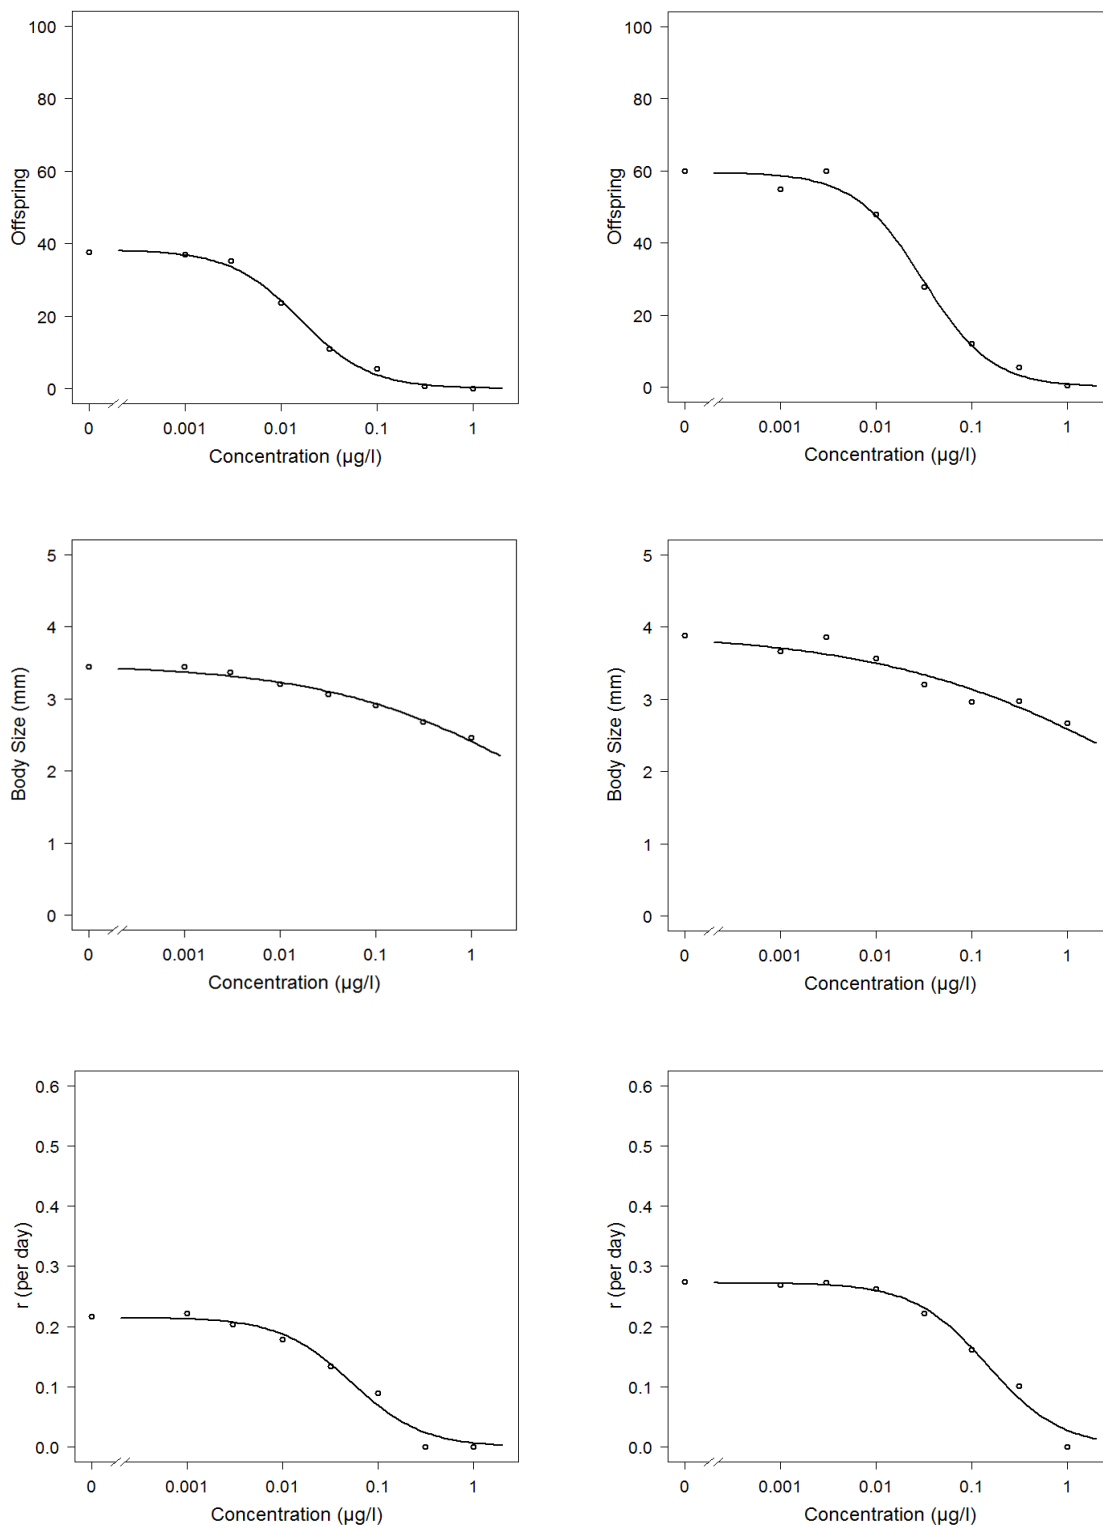 100
80
60
40
20
0
Offspring
0 0.001 0.01 0.1 1
Concentration (µg/l)
100
80
60
40
20
0
Offspring
0 0.001 0.01 0.1 1
Concentration (µg/l)
5
4
3
2
1
0
Body Size (mm)
0 0.001 0.01 0.1 1
Concentration (µg/l)
5
4
3
2
1
0
Body Size (mm)
0 0.001 0.01 0.1 1
Concentration (µg/l)
0.6
0.5
0.4
0.3
0.2
0.1
0.0
r (per day)
0 0.001 0.01 0.1 1
Concentration (µg/l)
0.6
0.5
0.4
0.3
0.2
0.1
0.0
r (per day)
0 0.001 0.01 0.1 1
Concentration (µg/l)